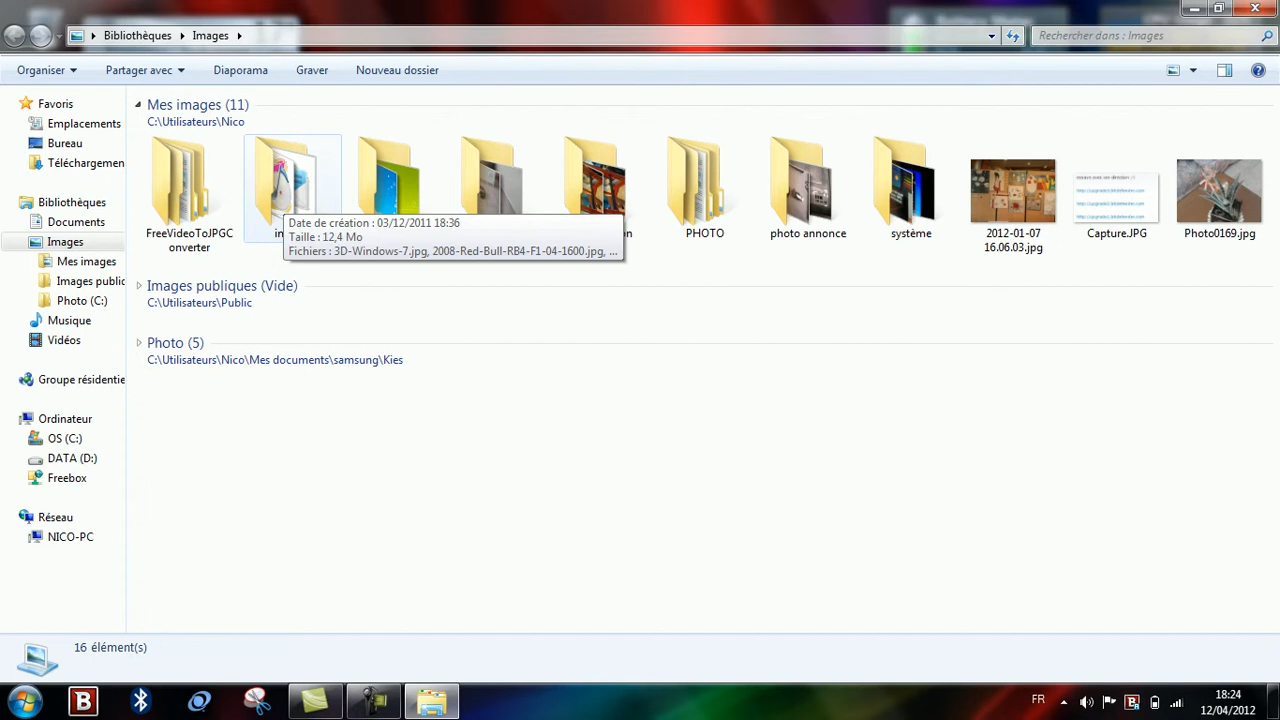 Bibliothèques Images
Rechercher dans : Images
Organiser Partager avec Diaporama Graver Nouveau dossier
Favoris
Emplacements
Bureau
Téléchargemen
Bibliothèques
Documents
Images
Mes images
Images public
Photo (C:)
Musique
Vidéos
Groupe résidentie
Ordinateur
OS (C:)
DATA (D:)
Freebox
Réseau
NICO-PC
Mes images (11)
C:\Utilisateurs\Nico
FreeVideoToJPGC
onverter
PHOTO
photo annonce
système
2012-01-07
16.06.03.jpg
Capture.JPG
Photo0169.jpg
Date de création : 03/12/2011 18:36
Taille : 12,4 Mo
Fichiers : 3D-Windows-7.jpg, 2008-Red-Bull-RB4-F1-04-1600.jpg, ...
Images publiques (Vide)
C:\Utilisateurs\Public
Photo (5)
C:\Utilisateurs\Nico\Mes documents\samsung\Kies
16 élément(s)
B
FR
B
18:24
12/04/2012